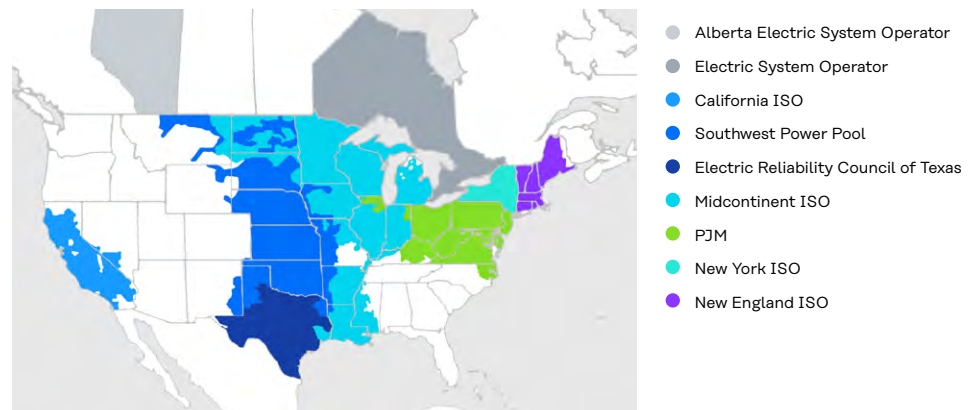 Alberta Electric System Operator
Electric System Operator
California ISO
Southwest Power Pool
Electric Reliability Council of Texas
Midcontinent ISO
PJM
New York ISO
New England ISO